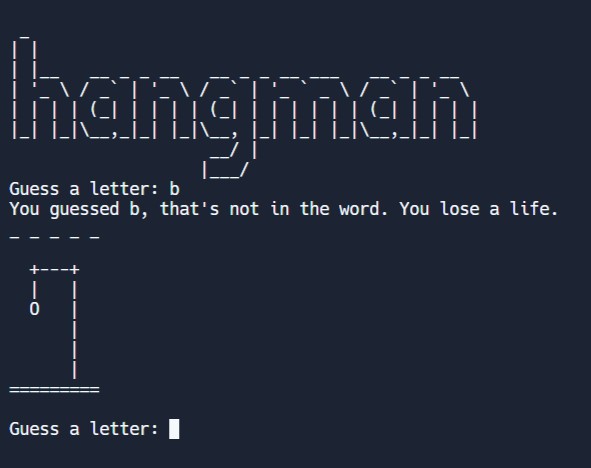 hangman
Guess a letter: b
You guessed b, that's not in the word. You lose a life.
_ _ _ _ _
  +---+
  |   |
  O   |
      |
      |
      |
=========
Guess a letter: